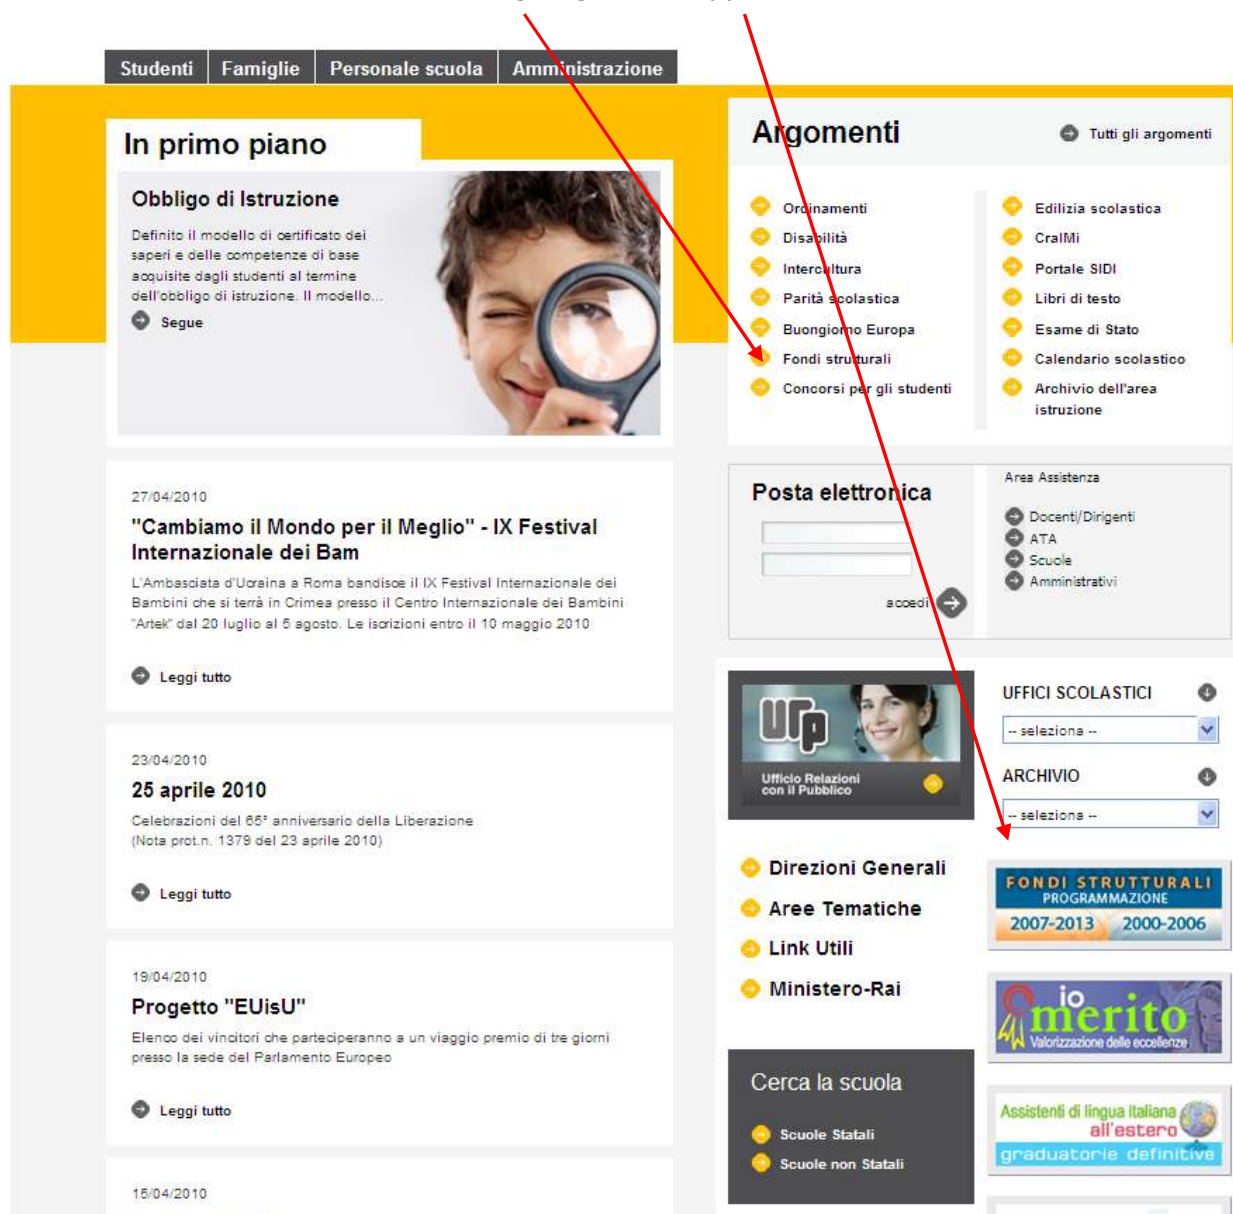 Studenti
Famiglie
Personale scuola
Amministrazione
In primo piano
Obbligo di Istruzione
Definito il modello di certificato dei
saperi e delle competenze di base
acquisite dagli studenti al termine
dell'obbligo di istruzione. Il modello...
Segue
27/04/2010
"Cambiamo il Mondo per il Meglio" - IX Festival
Internazionale dei Bam
L'Ambasciata d'Ucraina a Roma bandisce il IX Festival Internazionale dei
Bambini che si terrà in Crimea presso il Centro Internazionale dei Bambini
"Artek" dal 20 luglio al 5 agosto. Le iscrizioni entro il 10 maggio 2010
Leggi tutto
23/04/2010
25 aprile 2010
Celebrazioni del 65° anniversario della Liberazione
(Nota prot.n. 1379 del 23 aprile 2010)
Leggi tutto
19/04/2010
Progetto "EUisU"
Elenco dei vincitori che parteciperanno a un viaggio premio di tre giorni
presso la sede del Parlamento Europeo
Leggi tutto
15/04/2010
Argomenti
Tutti gli argomenti
Ordinamenti
Disabilità
Intercultura
Parità scolastica
Buongiorno Europa
Fondi strutturali
Concorsi per gli studenti
Edilizia scolastica
CralMi
Portale SIDI
Libri di testo
Esame di Stato
Calendario scolastico
Archivio dell'area
istruzione
Posta elettronica
accedi
Area Assistenza
Docenti/Dirigenti
ATA
Scuole
Amministrativi
urp
Ufficio Relazioni
con il Pubblico
UFFICI SCOLASTICI
-- seleziona --
ARCHIVIO
-- seleziona --
Direzioni Generali
Aree Tematiche
Link Utili
Ministero-Rai
FONDI STRUTTURALI
PROGRAMMAZIONE
2007-2013 2000-2006
io
merito
Valorizzazione delle eccellenze
Cerca la scuola
Scuole Statali
Scuole non Statali
Assistenti di lingua italiana
all'estero
graduatorie definitive